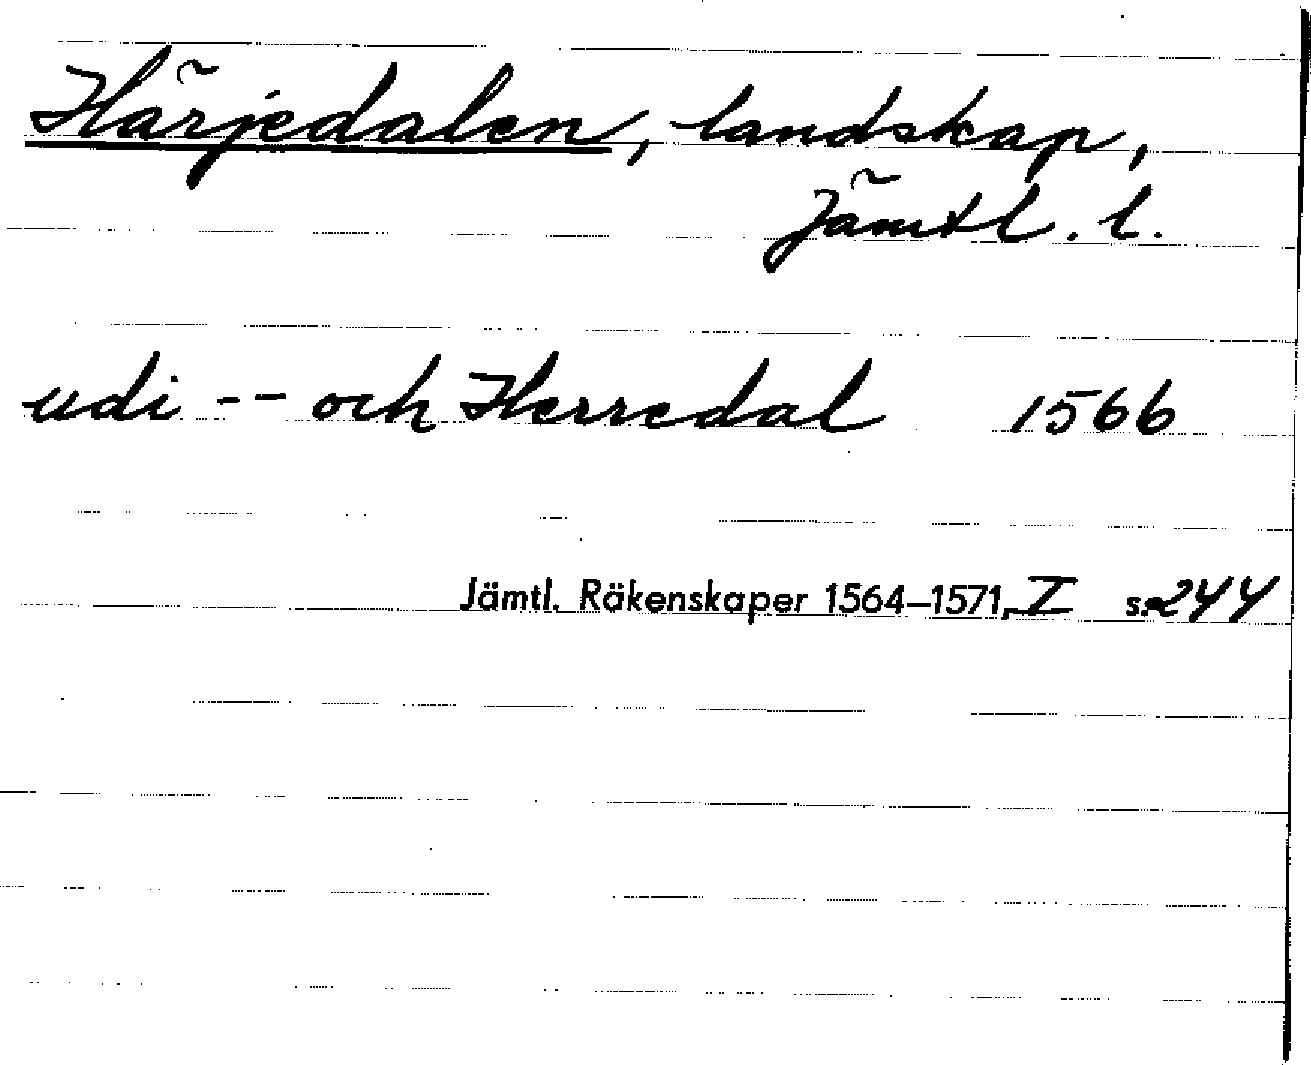 Härjedalen, landskap,
Jämtl. l.
udi -- och Herredal 1566
Jämtl. Räkenskaper 1564–1571, I s. 244